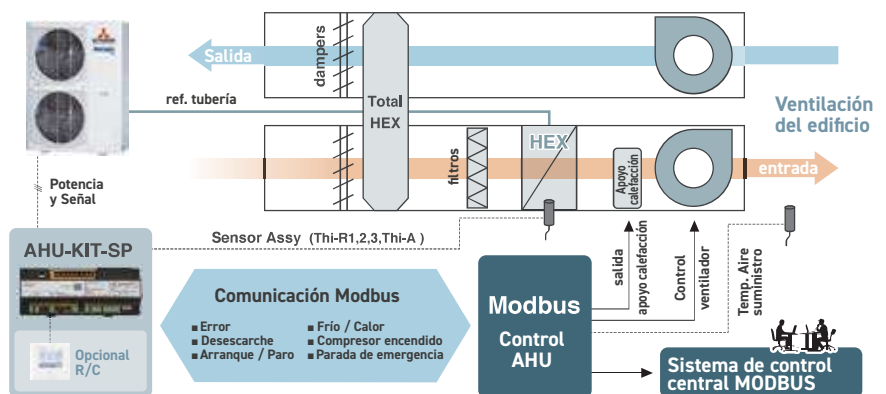 Salida
dampers
ref. tubería
Total
HEX
Ventilación
del edificio
HEX
filtros
Apoyo
calefacción
entrada
Potencia
y Señal
Sensor Assy (Thi-R1,2,3,Thi-A )
AHU-KIT-SP
salida
apoyo calefacción
Control
ventilador
Temp. Aire
suministro
Comunicación Modbus
■ Error
■ Desescarche
■ Arranque / Paro
■ Frío / Calor
■ Compresor encendido
■ Parada de emergencia
Modbus
Control
AHU
Opcional
R/C
Sistema de control
central MODBUS